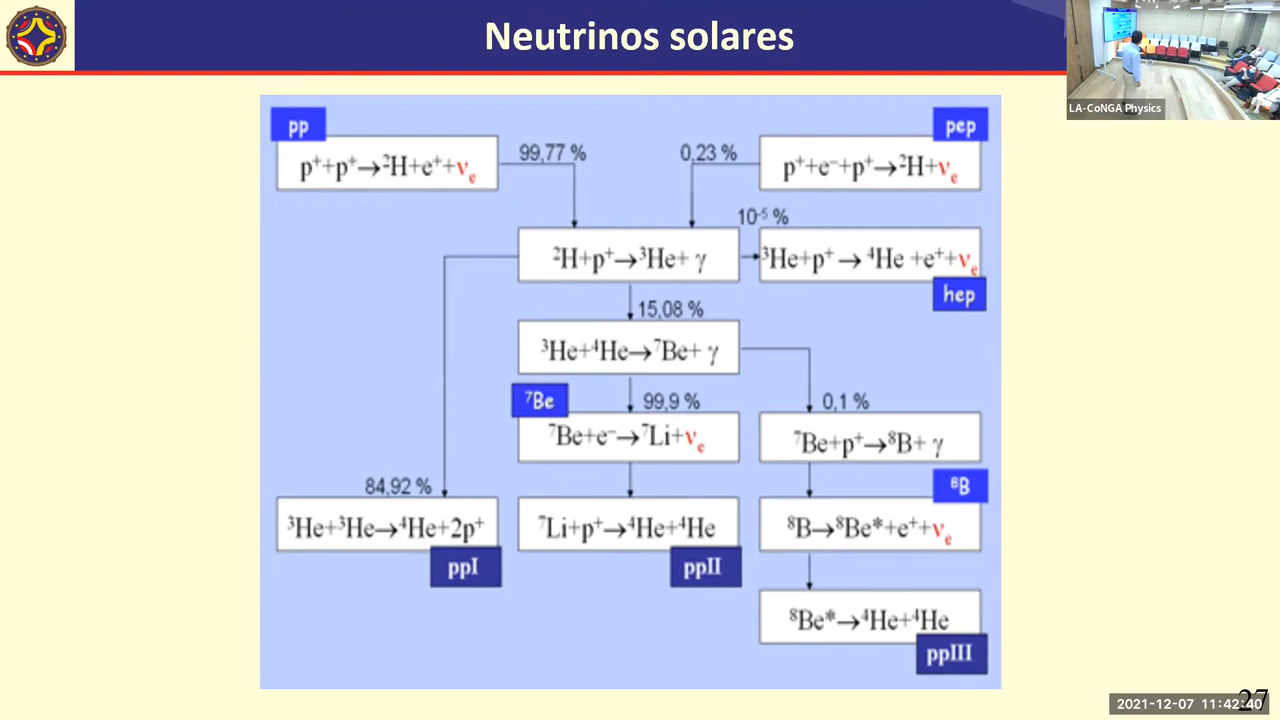 Neutrinos solares
LA-CoNGA Physics
pp
pep
p⁺+p⁺→²H+e⁺+νₑ
99,77 %
0,23 %
p⁺+e⁻+p⁺→²H+νₑ
10⁻⁵ %
²H+p⁺→³He+ γ
³He+p⁺ → ⁴He +e⁺+νₑ
hep
15,08 %
³He+⁴He→⁷Be+ γ
⁷Be
99,9 %
0,1 %
⁷Be+e⁻→⁷Li+νₑ
⁷Be+p⁺→⁸B+ γ
84,92 %
⁸B
³He+³He→⁴He+2p⁺
⁷Li+p⁺→⁴He+⁴He
⁸B→⁸Be*+e⁺+νₑ
ppI
ppII
⁸Be*→⁴He+⁴He
ppIII
27
2021-12-07 11:42:40